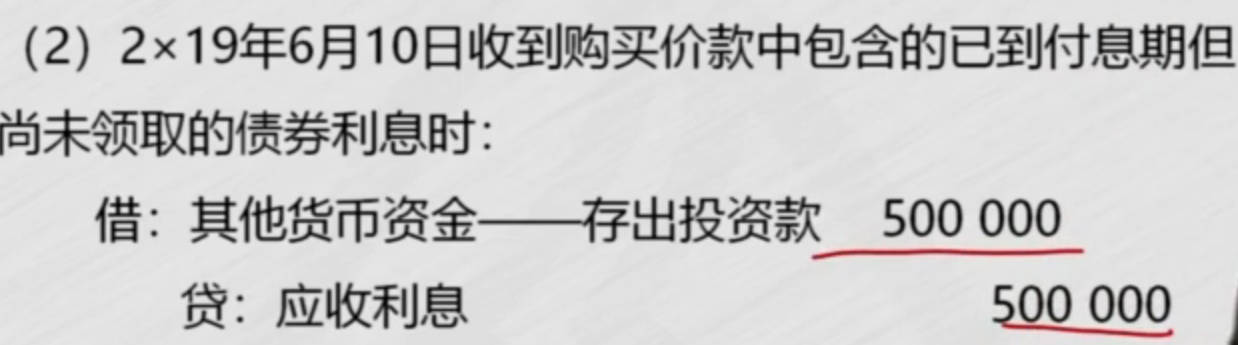 （2）2×19年6月10日收到购买价款中包含的已到付息期但
尚未领取的债券利息时：
借：其他货币资金——存出投资款 500 000
贷：应收利息 500 000